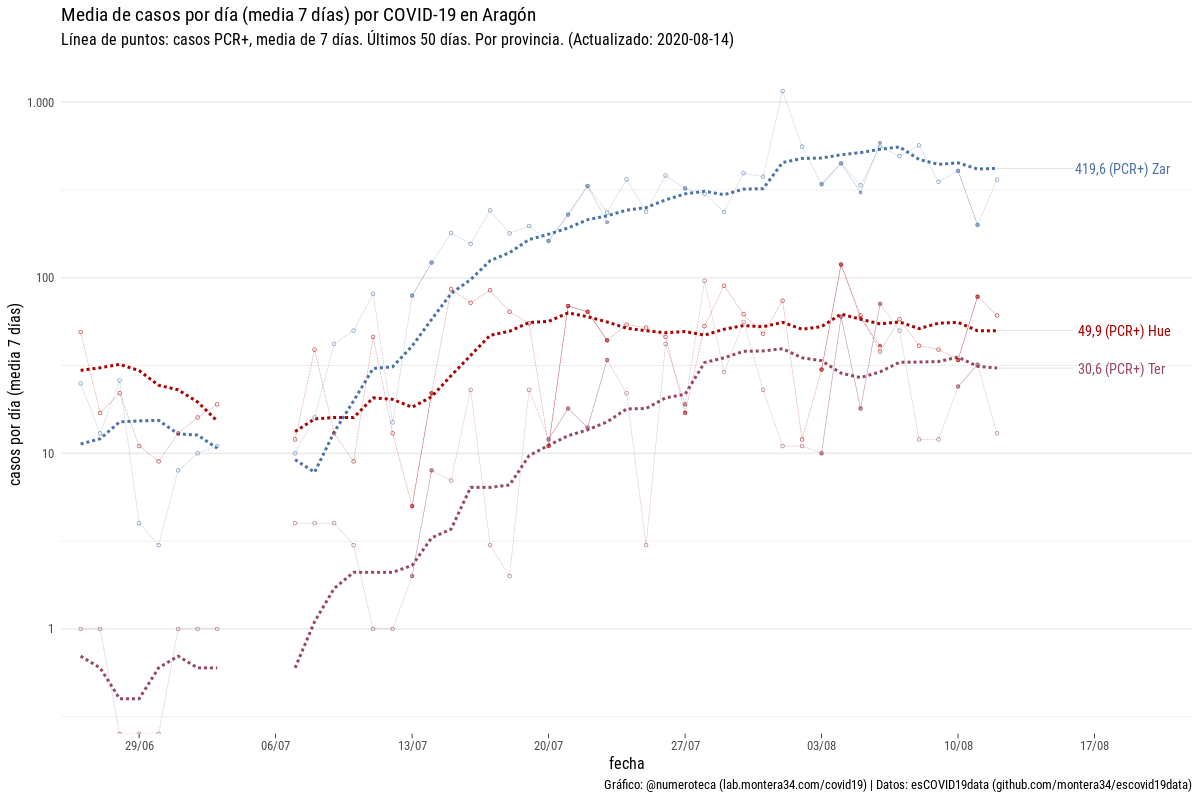 Media de casos por día (media 7 días) por COVID-19 en Aragón
Línea de puntos: casos PCR+, media de 7 días. Últimos 50 días. Por provincia. (Actualizado: 2020-08-14)
casos por día (media 7 días)
1.000
100
10
1
419,6 (PCR+) Zar
49,9 (PCR+) Hue
30,6 (PCR+) Ter
29/06
06/07
13/07
20/07
27/07
03/08
10/08
17/08
fecha
Gráfico: @numeroteca (lab.montera34.com/covid19) | Datos: esCOVID19data (github.com/montera34/escovid19data)